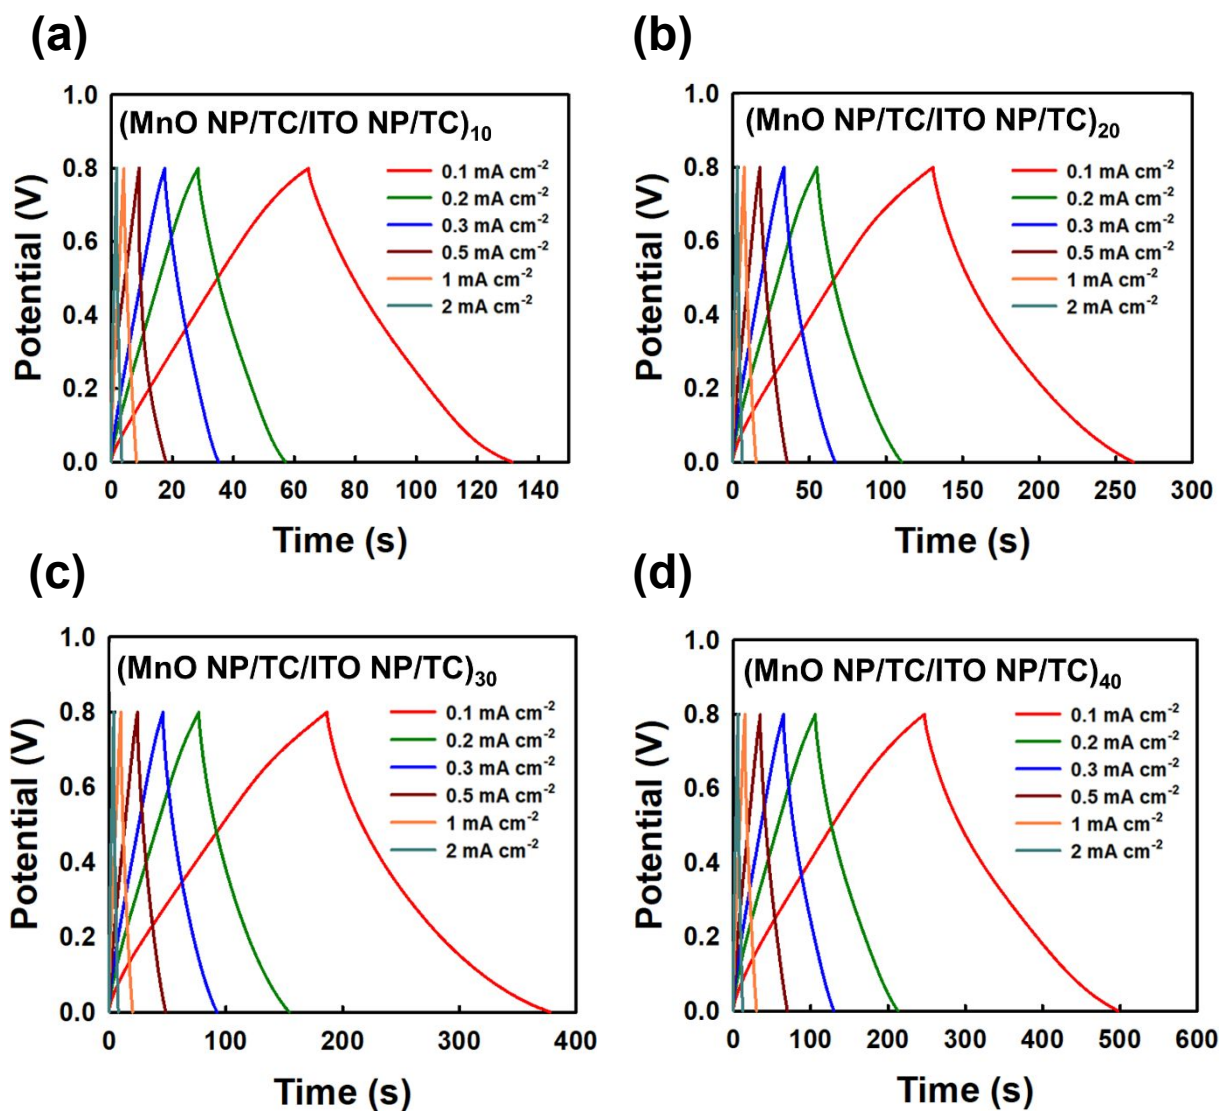 (a)
(MnO NP/TC/ITO NP/TC)₁₀
0.1 mA cm⁻²
0.2 mA cm⁻²
0.3 mA cm⁻²
0.5 mA cm⁻²
1 mA cm⁻²
2 mA cm⁻²
Potential (V)
1.0
0.8
0.6
0.4
0.2
0.0
0 20 40 60 80 100 120 140
Time (s)
(b)
(MnO NP/TC/ITO NP/TC)₂₀
0.1 mA cm⁻²
0.2 mA cm⁻²
0.3 mA cm⁻²
0.5 mA cm⁻²
1 mA cm⁻²
2 mA cm⁻²
Potential (V)
1.0
0.8
0.6
0.4
0.2
0.0
0 50 100 150 200 250 300
Time (s)
(c)
(MnO NP/TC/ITO NP/TC)₃₀
0.1 mA cm⁻²
0.2 mA cm⁻²
0.3 mA cm⁻²
0.5 mA cm⁻²
1 mA cm⁻²
2 mA cm⁻²
Potential (V)
1.0
0.8
0.6
0.4
0.2
0.0
0 100 200 300 400
Time (s)
(d)
(MnO NP/TC/ITO NP/TC)₄₀
0.1 mA cm⁻²
0.2 mA cm⁻²
0.3 mA cm⁻²
0.5 mA cm⁻²
1 mA cm⁻²
2 mA cm⁻²
Potential (V)
1.0
0.8
0.6
0.4
0.2
0.0
0 100 200 300 400 500 600
Time (s)